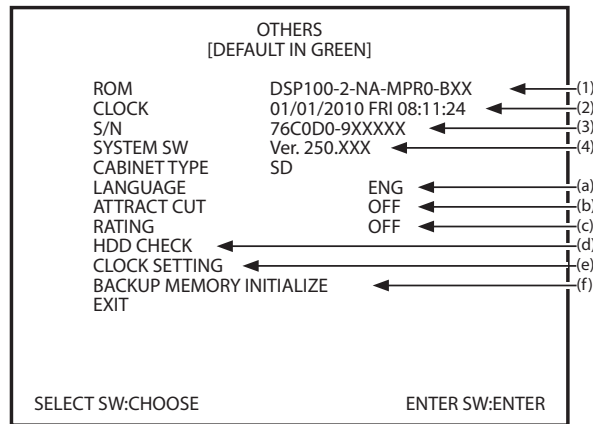 OTHERS
[DEFAULT IN GREEN]
ROM DSP100-2-NA-MPR0-BXX (1)
CLOCK 01/01/2010 FRI 08:11:24 (2)
S/N 76C0D0-9XXXXX (3)
SYSTEM SW Ver. 250.XXX (4)
CABINET TYPE SD
LANGUAGE ENG (a)
ATTRACT CUT OFF (b)
RATING OFF (c)
HDD CHECK (d)
CLOCK SETTING (e)
BACKUP MEMORY INITIALIZE (f)
EXIT
SELECT SW:CHOOSE ENTER SW:ENTER